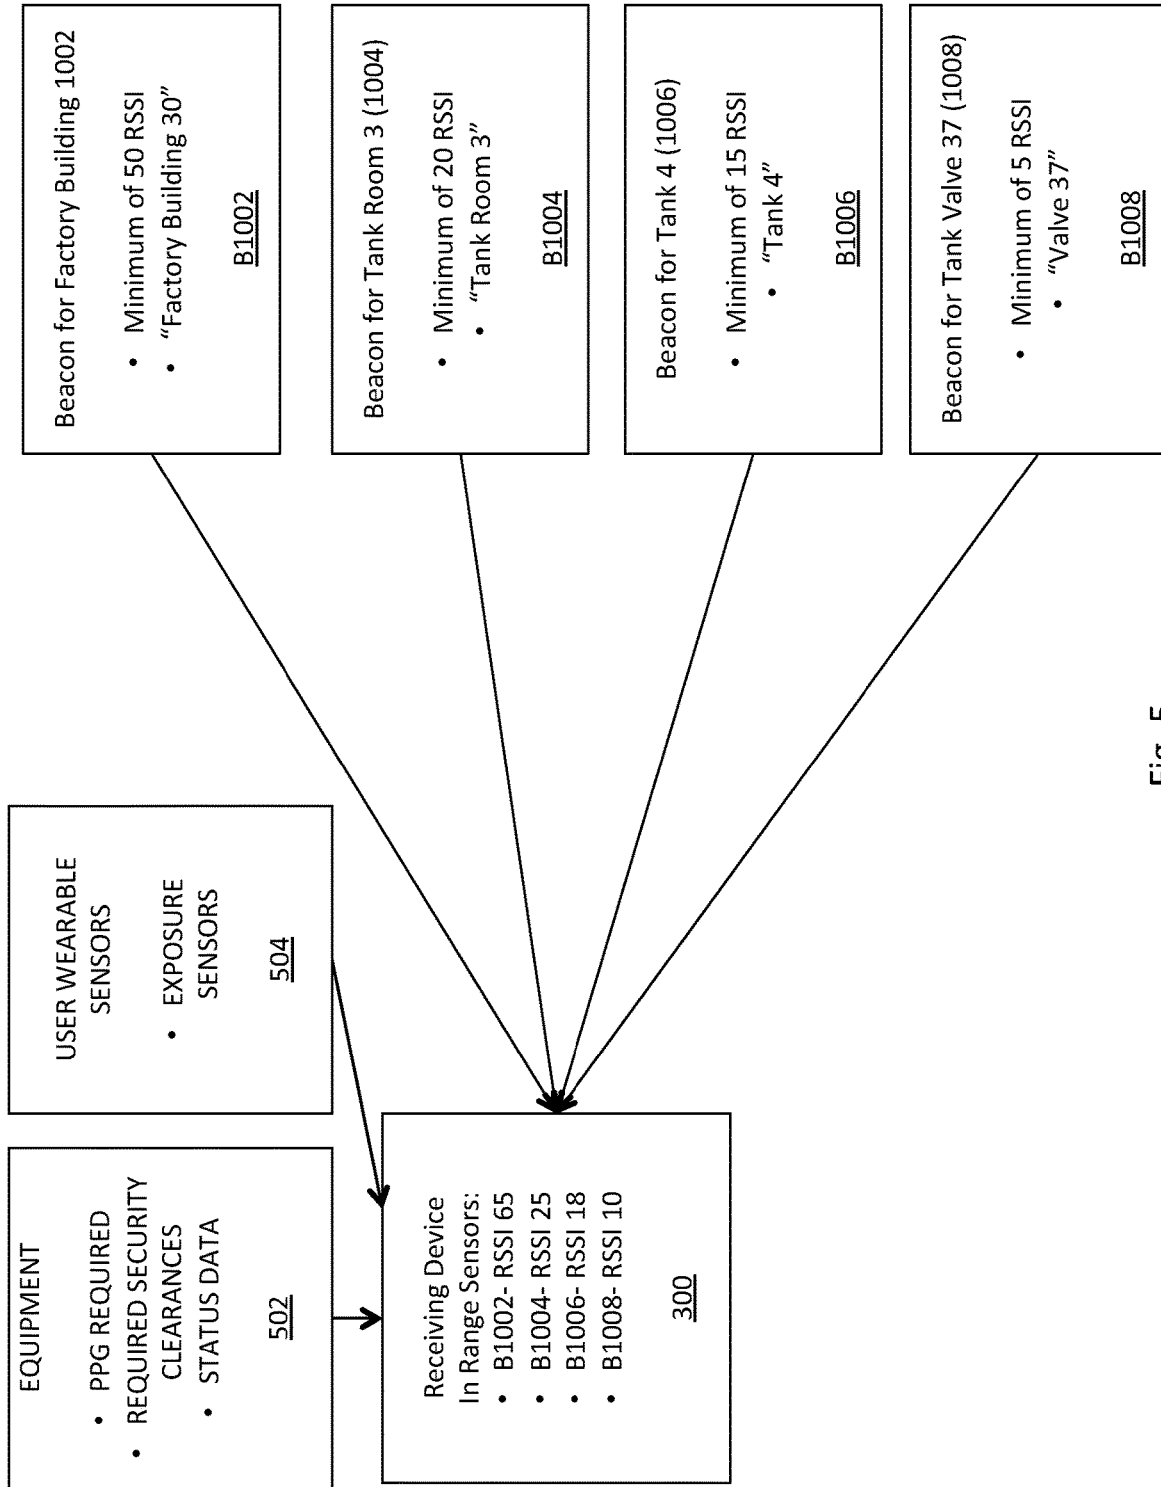 EQUIPMENT
• PPG REQUIRED
• REQUIRED SECURITY
CLEARANCES
• STATUS DATA
502
USER WEARABLE
SENSORS
• EXPOSURE
SENSORS
504
Receiving Device
In Range Sensors:
• B1002- RSSI 65
• B1004- RSSI 25
• B1006- RSSI 18
• B1008- RSSI 10
300
Beacon for Factory Building 1002
• Minimum of 50 RSSI
• “Factory Building 30”
B1002
Beacon for Tank Room 3 (1004)
• Minimum of 20 RSSI
• “Tank Room 3”
B1004
Beacon for Tank 4 (1006)
• Minimum of 15 RSSI
• “Tank 4”
B1006
Beacon for Tank Valve 37 (1008)
• Minimum of 5 RSSI
• “Valve 37”
B1008
Fig.